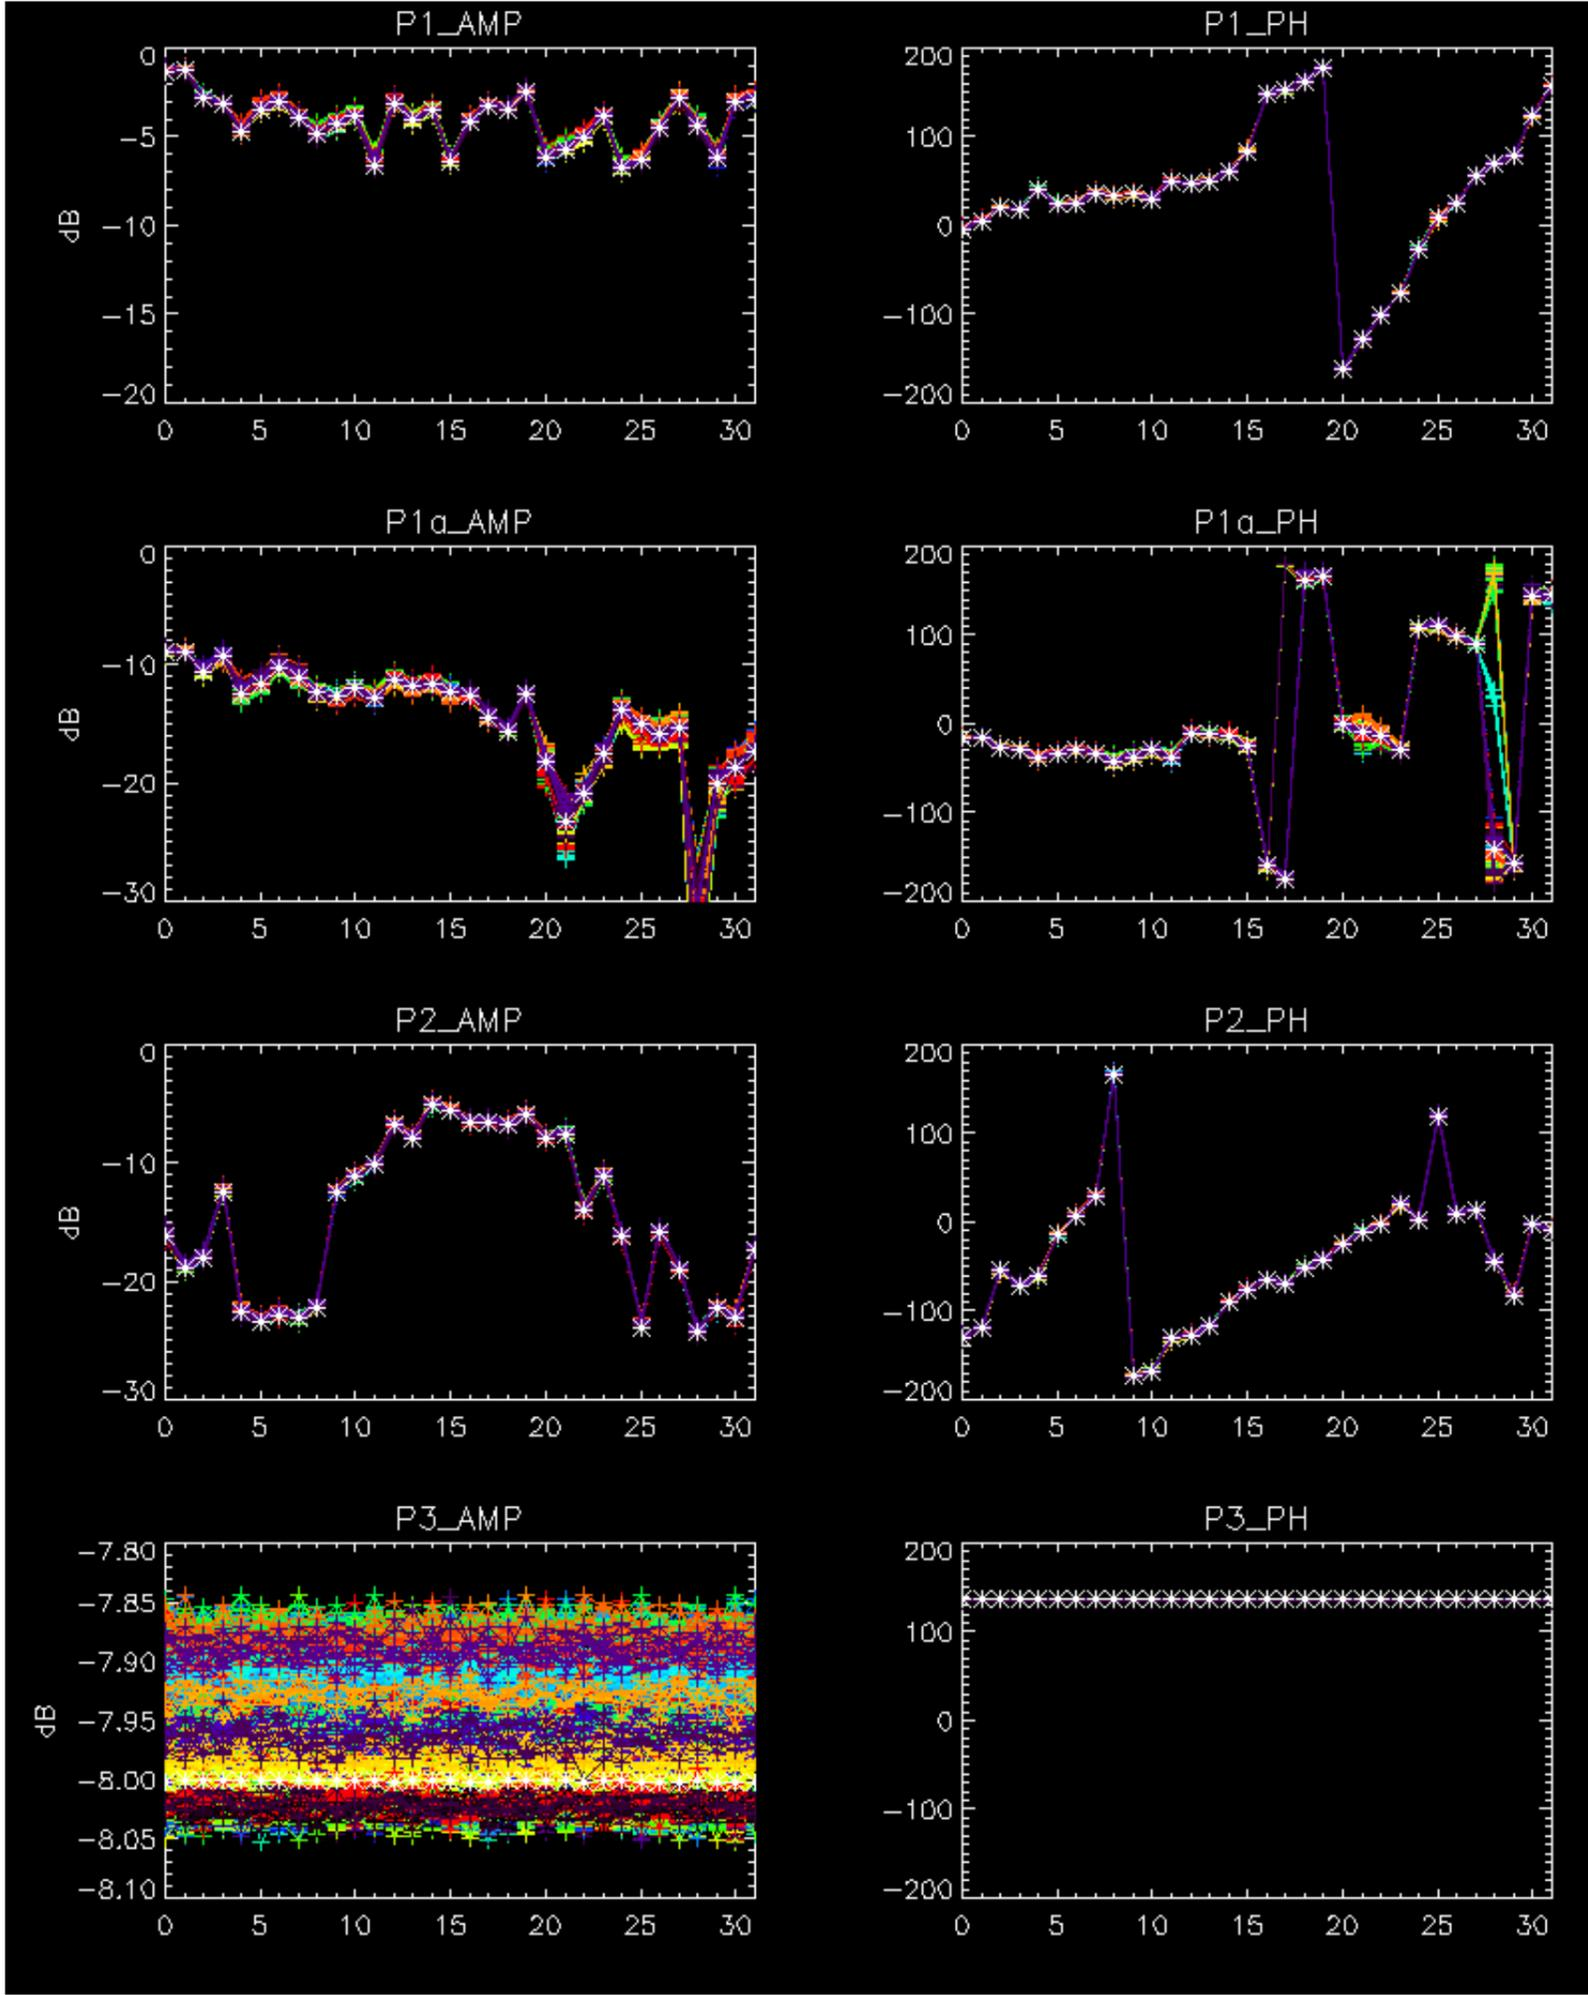 P1_AMP P1_PH
0 200
-5 100
dB
-10 0
-15 -100
-20 -200
0 5 10 15 20 25 30 0 5 10 15 20 25 30
P1a_AMP P1a_PH
0 200
-10 100
dB 0
-20 -100
-30 -200
0 5 10 15 20 25 30 0 5 10 15 20 25 30
P2_AMP P2_PH
0 200
-10 100
dB 0
-20 -100
-30 -200
0 5 10 15 20 25 30 0 5 10 15 20 25 30
P3_AMP P3_PH
-7.80 200
-7.85
-7.90 100
dB
-7.95 0
-8.00
-8.05 -100
-8.10 -200
0 5 10 15 20 25 30 0 5 10 15 20 25 30